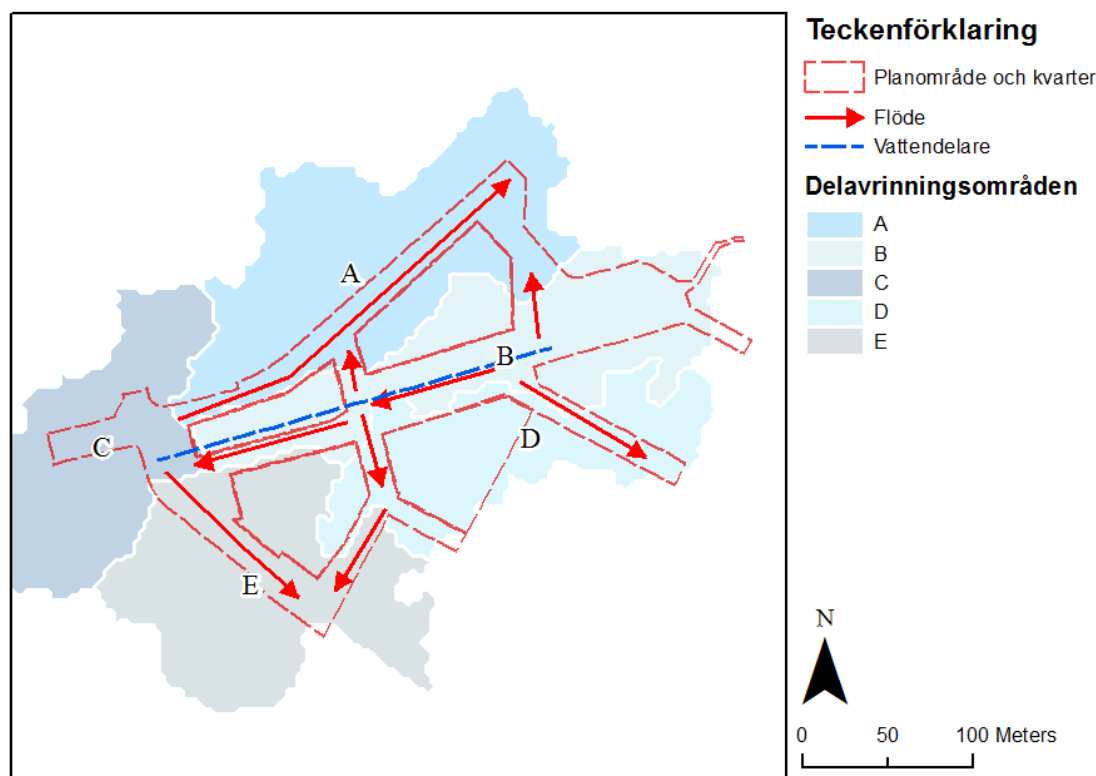 Teckenförklaring
Planområde och kvarter
Flöde
Vattendelare
Delavrinningsområden
A
B
C
D
E
A
B
C
D
E
N
0 50 100 Meters